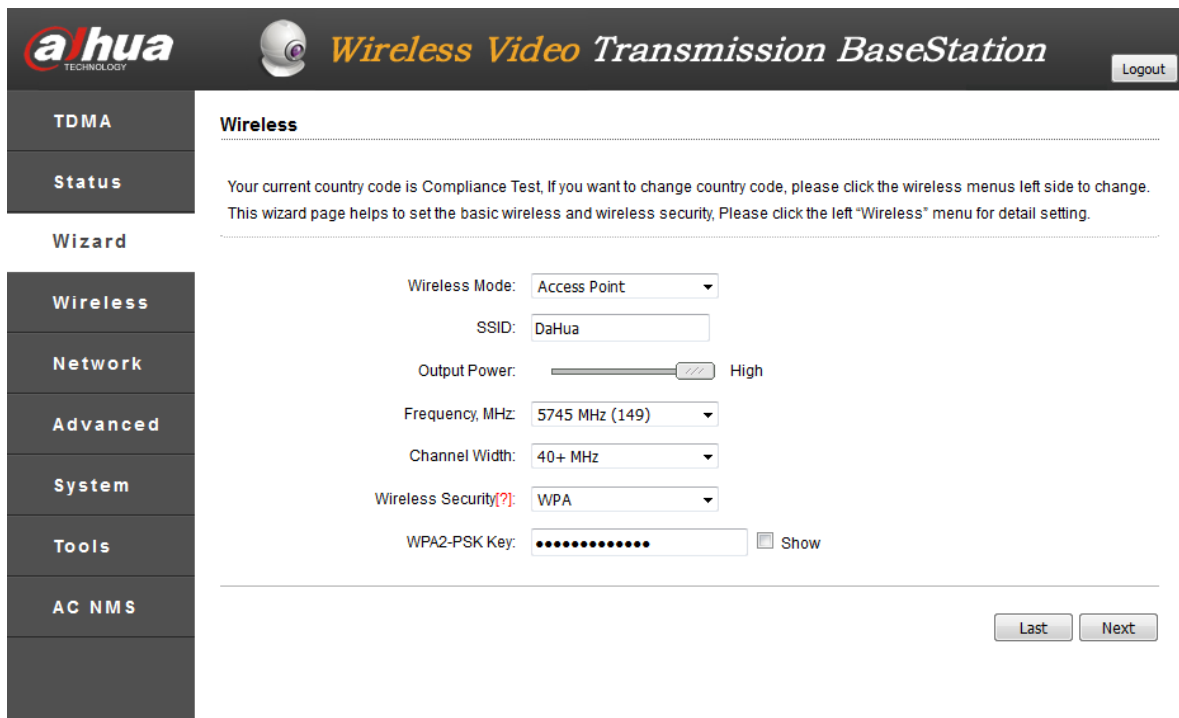 alhua
TECHNOLOGY
Wireless Video Transmission BaseStation
Logout
TDMA
Status
Wizard
Wireless
Network
Advanced
System
Tools
AC NMS
Wireless
Your current country code is Compliance Test, If you want to change country code, please click the wireless menus left side to change.
This wizard page helps to set the basic wireless and wireless security, Please click the left “Wireless” menu for detail setting.
Wireless Mode: Access Point
SSID: DaHua
Output Power: High
Frequency, MHz: 5745 MHz (149)
Channel Width: 40+ MHz
Wireless Security[?]: WPA
WPA2-PSK Key: ●●●●●●●●●●●●● Show
Last Next